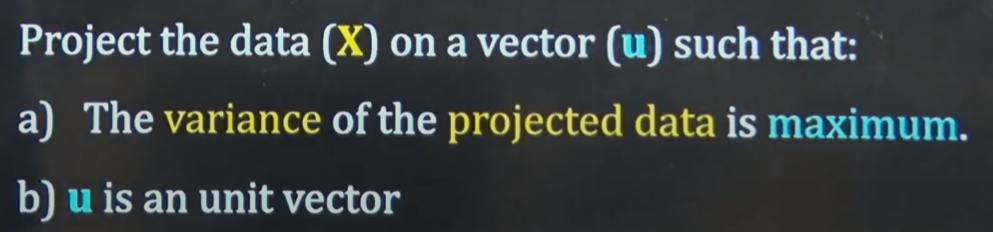 Project the data (X) on a vector (u) such that:
a) The variance of the projected data is maximum.
b) u is an unit vector